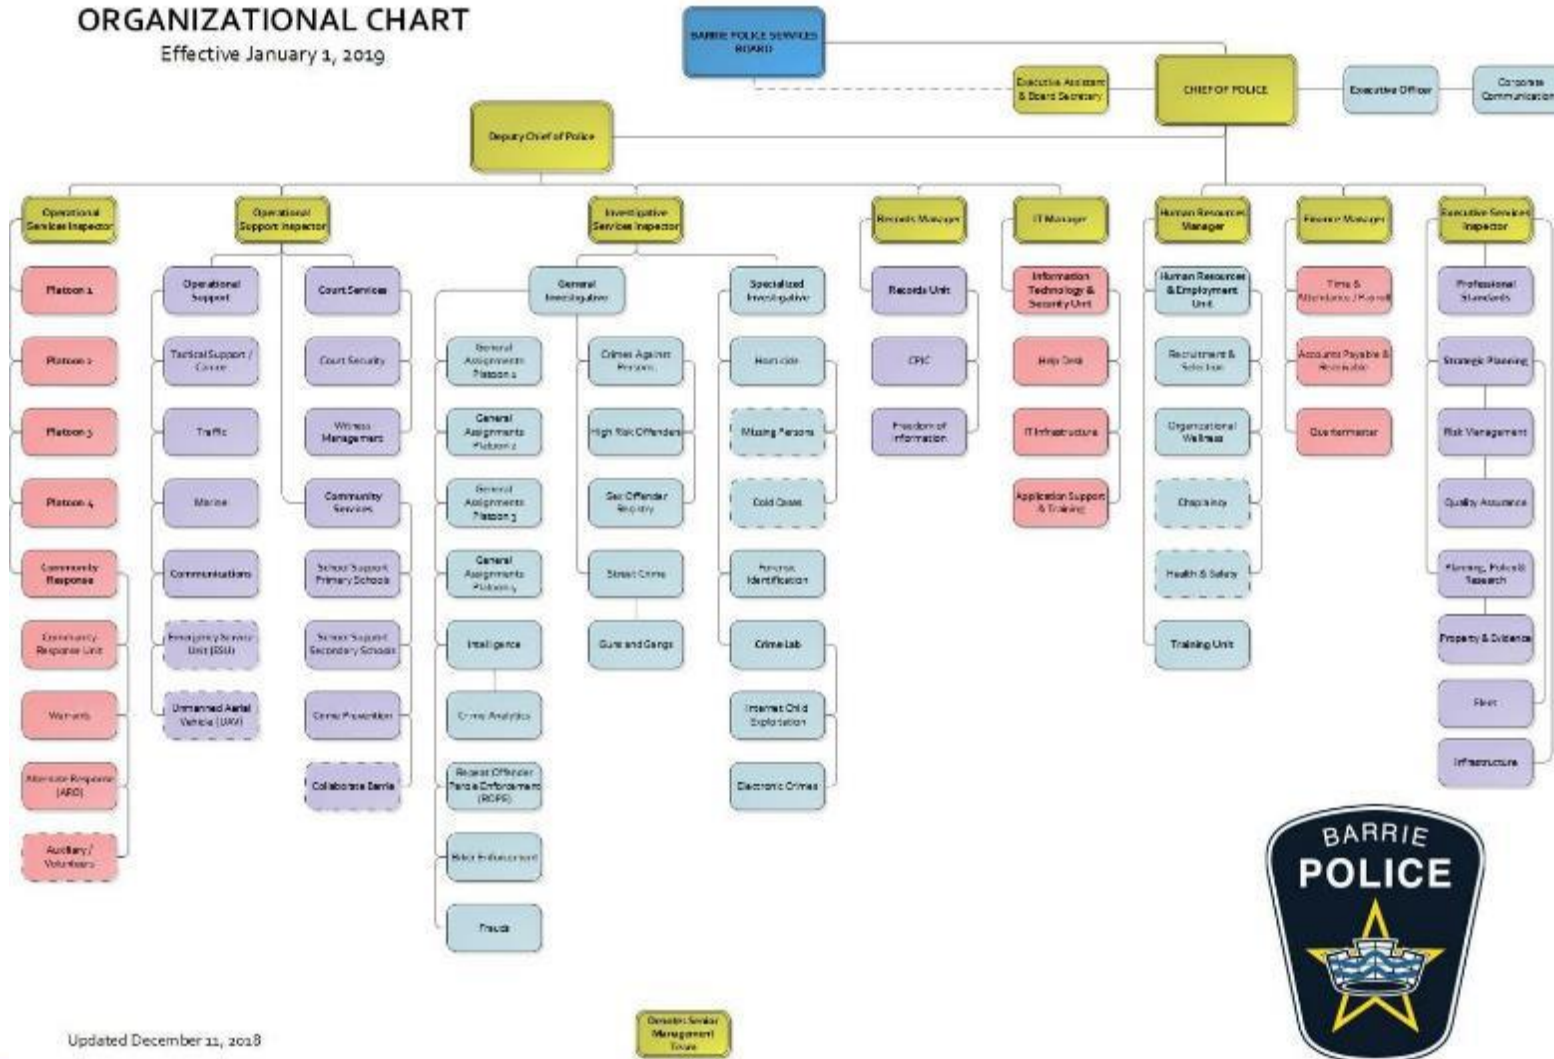 ORGANIZATIONAL CHART
Effective January 1, 2019
BARRIE POLICE SERVICES
BOARD
Executive Assistant
& Board Secretary
CHIEF OF POLICE
Executive Officer
Corporate
Communication
Deputy Chief of Police
Operational
Services Inspector
Operational
Support Inspector
Investigative
Services Inspector
Records Manager
IT Manager
Human Resources
Manager
Finance Manager
Executive Services
Inspector
Platoon 1
Platoon 2
Platoon 3
Platoon 4
Community
Response
Community
Response Unit
Warrants
Alternate Response
(ARO)
Auxiliary /
Volunteers
Operational
Support
Tactical Support /
Canine
Traffic
Marine
Communications
Emergency Service
Unit (ESU)
Unmanned Aerial
Vehicle (UAV)
Court Services
Court Security
Witness
Management
Community
Services
School Support
Primary Schools
School Support
Secondary Schools
Crime Prevention
Collaborate Barrie
General
Investigative
General
Assignments
Platoon 1
General
Assignments
Platoon 2
General
Assignments
Platoon 3
General
Assignments
Platoon 4
Intelligence
Crime Analytics
Repeat Offender
Parole Enforcement
(ROPE)
Biker Enforcement
Frauds
Crimes Against
Persons
High Risk Offenders
Sex Offender
Registry
Street Crime
Guns and Gangs
Specialized
Investigative
Homicide
Missing Persons
Cold Cases
Forensic
Identification
Crime Lab
Internet Child
Exploitation
Electronic Crimes
Records Unit
CPIC
Freedom of
Information
Information
Technology &
Security Unit
Help Desk
IT Infrastructure
Application Support
& Training
Human Resources
& Employment
Unit
Recruitment &
Selection
Organizational
Wellness
Chaplaincy
Health & Safety
Training Unit
Time &
Attendance / Payroll
Accounts Payable &
Receivable
Quartermaster
Professional
Standards
Strategic Planning
Risk Management
Quality Assurance
Planning, Policy &
Research
Property & Evidence
Fleet
Infrastructure
BARRIE
POLICE
Denotes Senior
Management
Team
Updated December 11, 2018